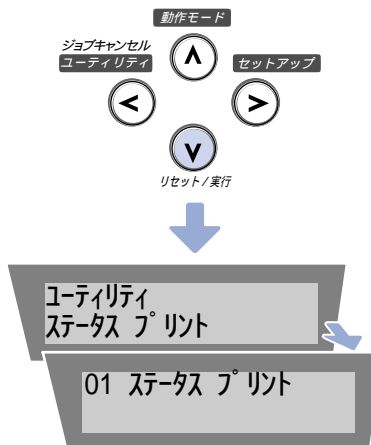 動作モード
ジョブキャンセル
ユーティリティ
セットアップ
リセット/実行
ユーティリティ
ステータス プリント
01 ステータス プリント